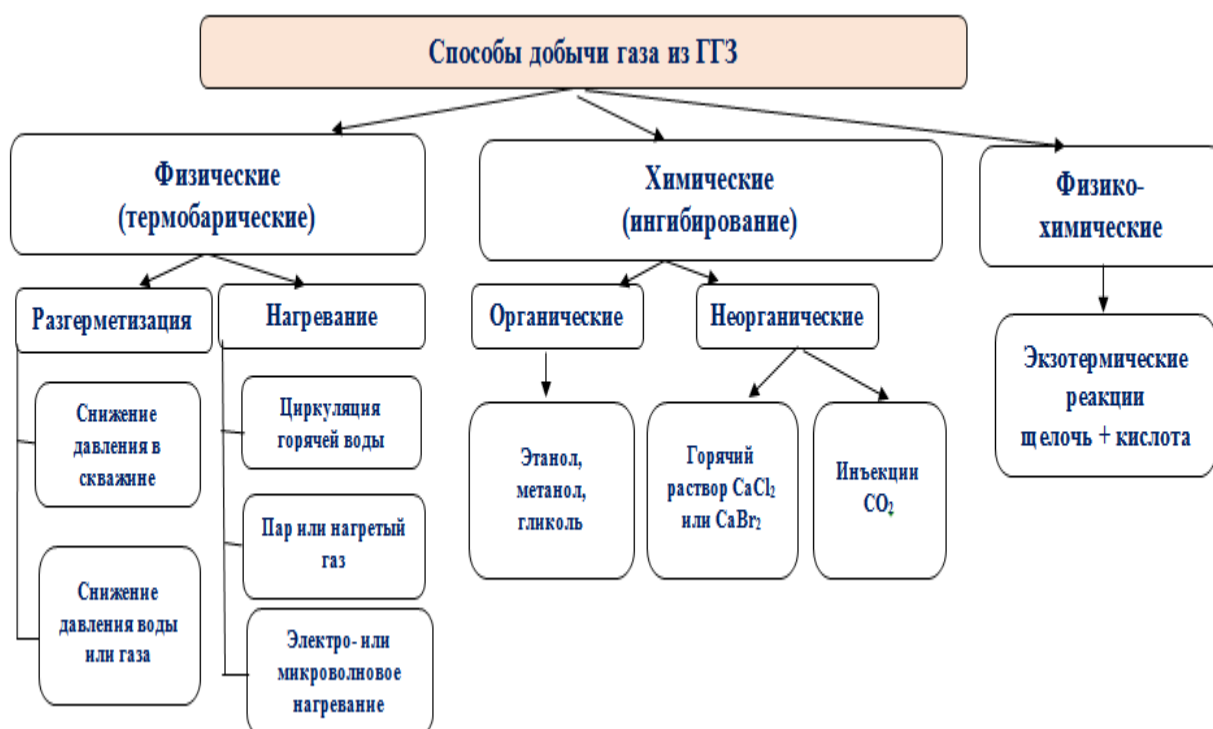 Способы добычи газа из ГГЗ
Физические
(термобарические)
Химические
(ингибирование)
Физико-
химические
Разгерметизация
Нагревание
Органические
Неорганические
Снижение
давления в
скважине
Снижение
давления воды
или газа
Циркуляция
горячей воды
Пар или нагретый
газ
Электро- или
микроволновое
нагревание
Этанол,
метанол,
гликоль
Горячий
раствор CaCl₂
или CaBr₂
Инъекции
CO₂
Экзотермические
реакции
щелочь + кислота